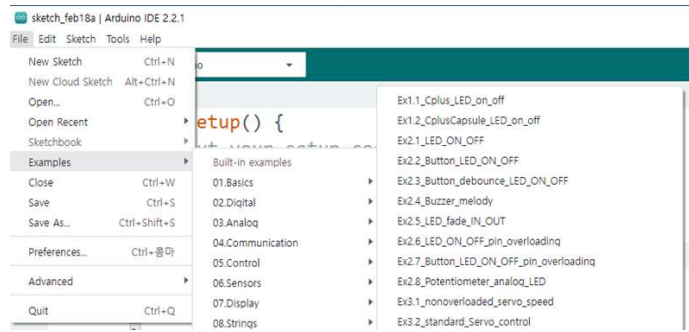 sketch_feb18a | Arduino IDE 2.2.1
File Edit Sketch Tools Help
New Sketch Ctrl+N
New Cloud Sketch Alt+Ctrl+N
Open... Ctrl+O
Open Recent
Sketchbook
Examples
Close Ctrl+W
Save Ctrl+S
Save As... Ctrl+Shift+S
Preferences... Ctrl+콤마
Advanced
Quit Ctrl+Q
etup() {
Built-in examples
01.Basics
02.Digital
03.Analog
04.Communication
05.Control
06.Sensors
07.Display
08.Strings
Ex1.1_Cplus_LED_on_off
Ex1.2_CplusCapsule_LED_on_off
Ex2.1_LED_ON_OFF
Ex2.2_Button_LED_ON_OFF
Ex2.3_Button_debounce_LED_ON_OFF
Ex2.4_Buzzer_melody
Ex2.5_LED_fade_IN_OUT
Ex2.6_LED_ON_OFF_pin_overloading
Ex2.7_Button_LED_ON_OFF_pin_overloading
Ex2.8_Potentiometer_analog_LED
Ex3.1_nonoverloaded_servo_speed
Ex3.2_standard_Servo_control